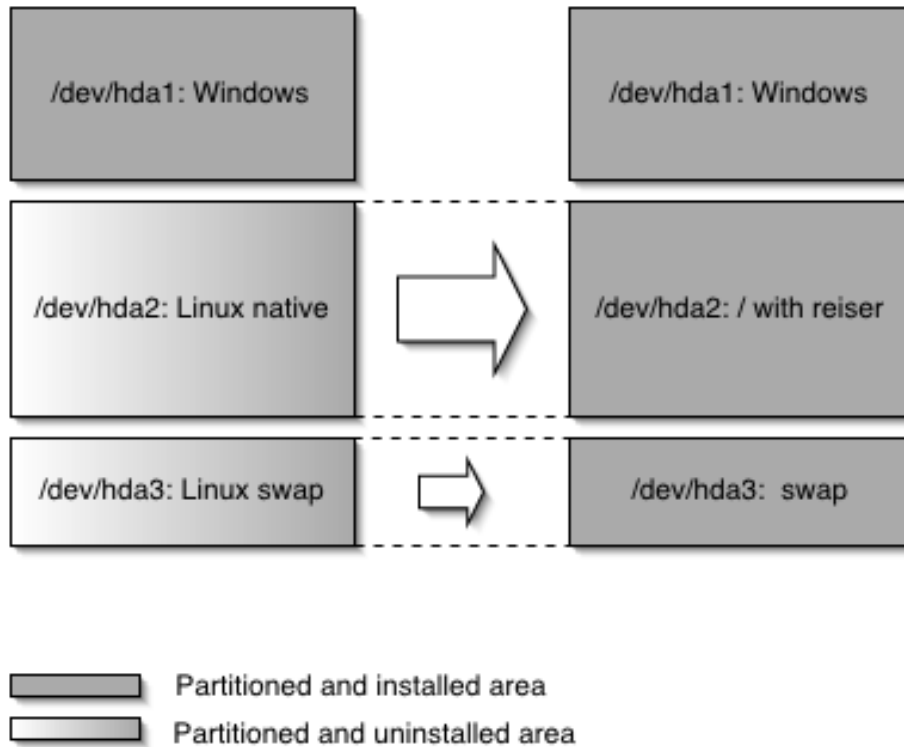 /dev/hda1: Windows
/dev/hda1: Windows
/dev/hda2: Linux native
/dev/hda2: / with reiser
/dev/hda3: Linux swap
/dev/hda3: swap
Partitioned and installed area
Partitioned and uninstalled area